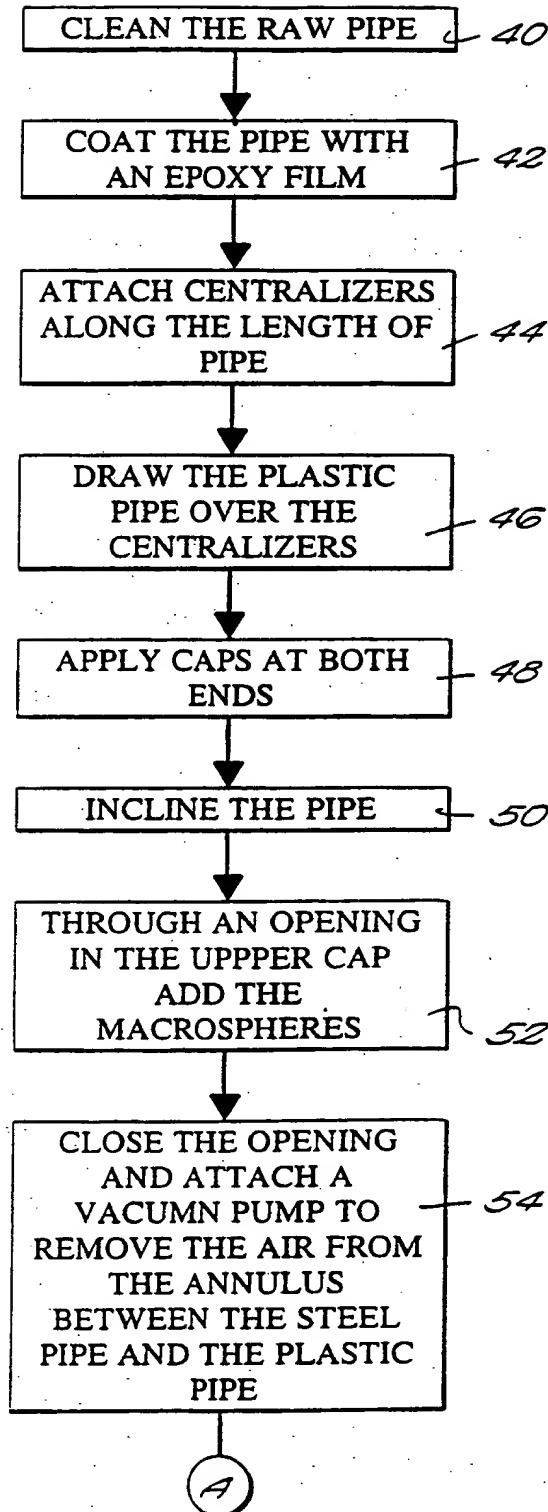 CLEAN THE RAW PIPE 40
COAT THE PIPE WITH
AN EPOXY FILM 42
ATTACH CENTRALIZERS
ALONG THE LENGTH OF
PIPE 44
DRAW THE PLASTIC
PIPE OVER THE
CENTRALIZERS 46
APPLY CAPS AT BOTH
ENDS 48
INCLINE THE PIPE 50
THROUGH AN OPENING
IN THE UPPPER CAP
ADD THE
MACROSPHERES 52
CLOSE THE OPENING
AND ATTACH A 54
VACUMN PUMP TO
REMOVE THE AIR FROM
THE ANNULUS
BETWEEN THE STEEL
PIPE AND THE PLASTIC
PIPE
A